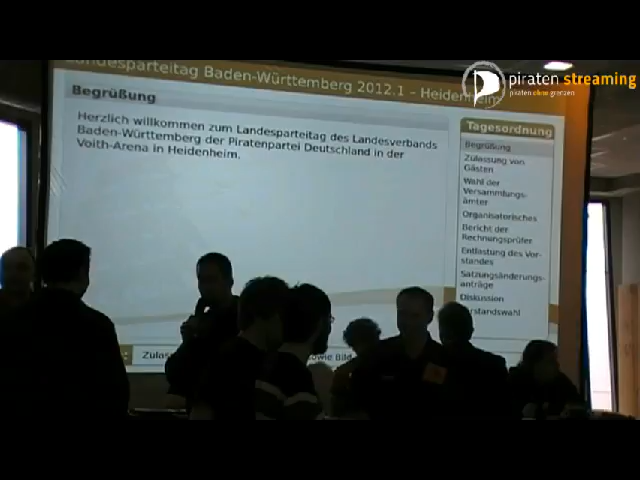 Landesparteitag Baden-Württemberg 2012.1 – Heidenheim
piraten streaming
piraten ohne grenzen
Begrüßung
Herzlich willkommen zum Landesparteitag des Landesverbands
Baden-Württemberg der Piratenpartei Deutschland in der
Voith-Arena in Heidenheim.
Tagesordnung
Begrüßung
Zulassung von
Gästen
Wahl der
Versammlungs-
ämter
Organisatorisches
Bericht der
Rechnungsprüfer
Entlastung des Vor-
standes
Satzungsänderungs-
anträge
Diskussion
rstandswahl
Zulas
owie Bild